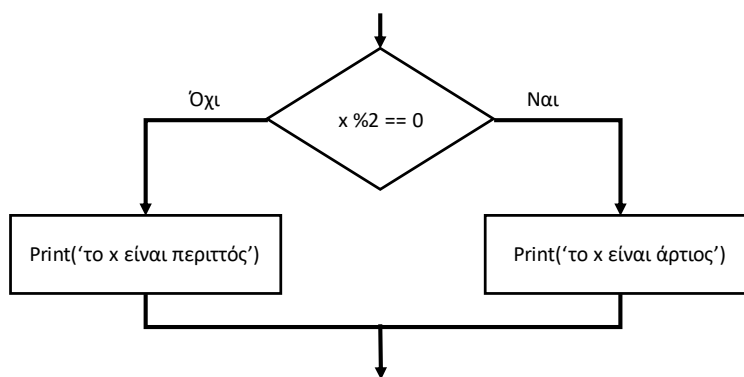 Όχι
Ναι
x %2 == 0
Print(‘το x είναι περιττός’)
Print(‘το x είναι άρτιος’)